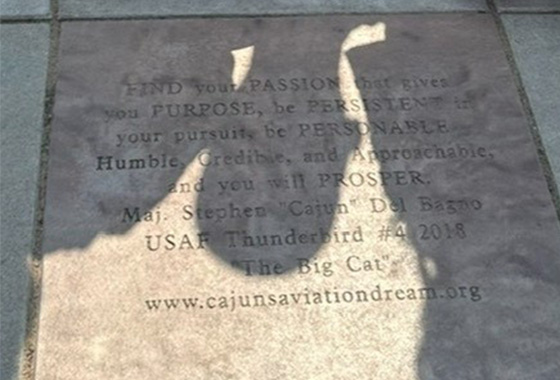 FIND your PASSION that gives
you PURPOSE, be PERSISTENT in
your pursuit, be PERSONABLE
Humble, Credible, and Approachable,
and you will PROSPER.
Maj. Stephen "Cajun" Del Bagno
USAF Thunderbird #4 2018
"The Big Cat"
www.cajunsaviationdream.org